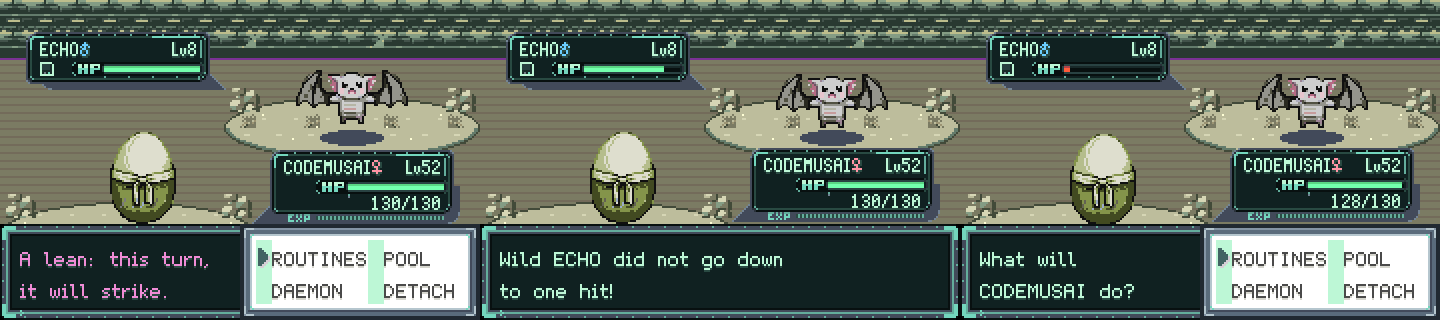 ECHO♂ Lv8
HP
CODEMUSAI♀ Lv52
HP
130/130
EXP
A lean: this turn,
it will strike.
ROUTINES POOL
DAEMON DETACH
ECHO♂ Lv8
HP
CODEMUSAI♀ Lv52
HP
130/130
EXP
Wild ECHO did not go down
to one hit!
ECHO♂ Lv8
HP
CODEMUSAI♀ Lv52
HP
128/130
EXP
What will
CODEMUSAI do?
ROUTINES POOL
DAEMON DETACH